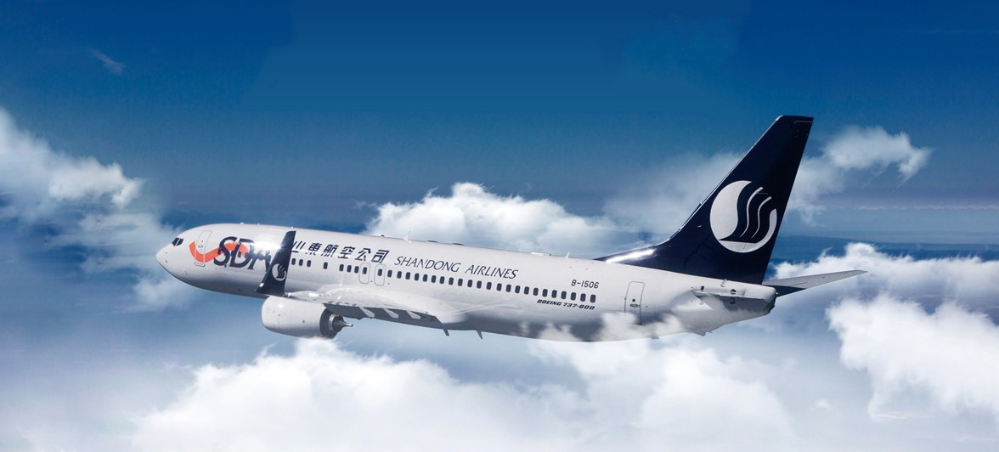 SDA 山東航空公司 SHANDONG AIRLINES
B-1506
BOEING 737-800